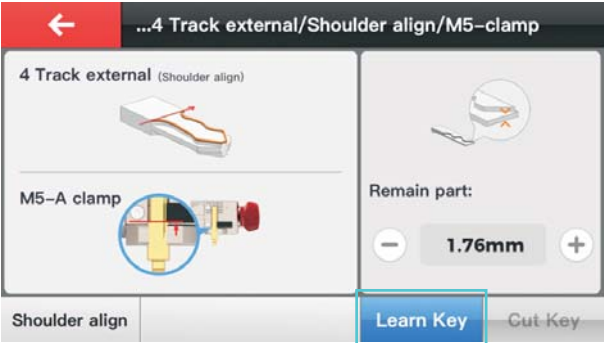 ...4 Track external/Shoulder align/M5-clamp
4 Track external (Shoulder align)
M5-A clamp
Remain part:
- 1.76mm +
Shoulder align
Learn Key
Cut Key